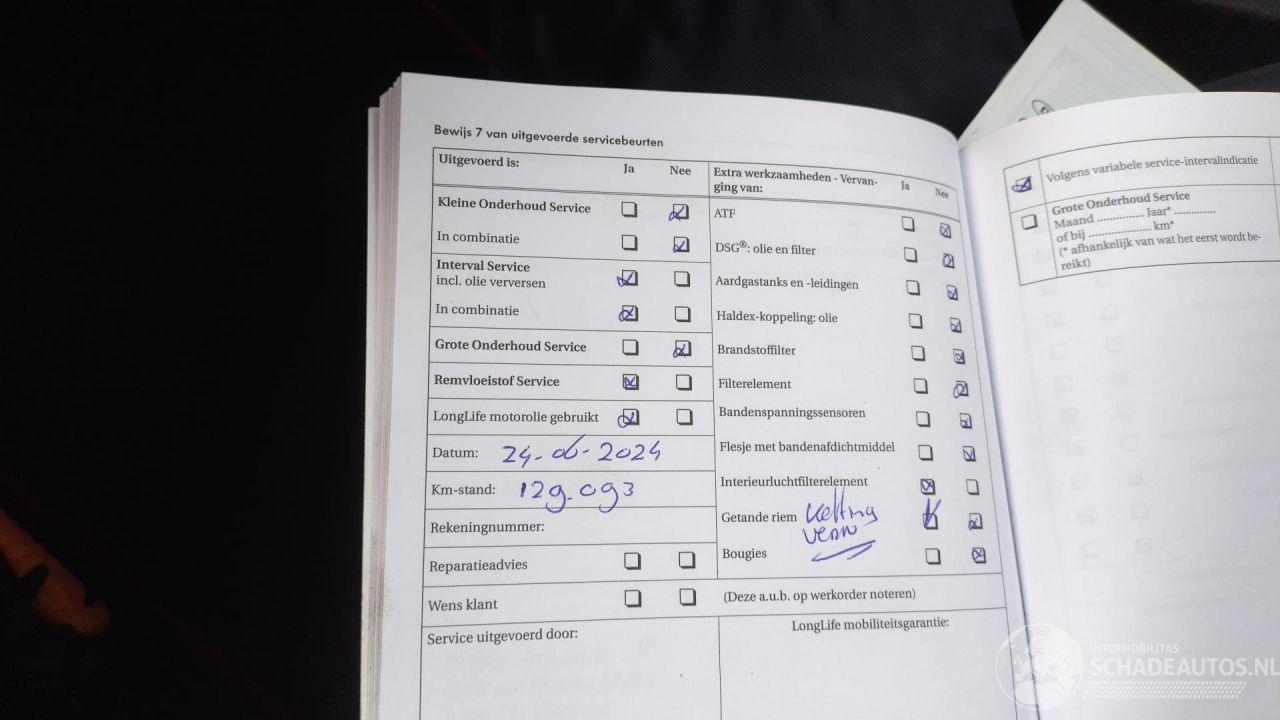 Bewijs 7 van uitgevoerde servicebeurten
Uitgevoerd is: Ja Nee
Kleire Onderhoud Service
In combinatie
Interval Service
incl. olie verversen
In combinatie
Grote Onderhoud Service
Remvloeistof Service
LongLife motorolie gebruikt
Datum: 24-06-2024
Km-stand: 129.093
Rekeningnummer:
Reparatieadvies
Wens klant
Service uitgevoerd door:
Extra werkzaamheden - Vervan-
ging van: Ja Nee
ATF
DSG®: olie en filter
Aardgastanks en -leidingen
Haldex-koppeling: olie
Brandstoffilter
Filterelement
Bandenspanningssensoren
Flesje met bandenafdichtmiddel
Interieurluchtfilterelement
Getande riem Ketting
verv
Bougies
(Deze a.u.b. op werkorder noteren)
LongLife mobiliteitsgarantie:
Volgens variabele service-intervalindicatie
Grote Onderhoud Service
Maand ............... Jaar* ..............
of bij ..................... km*
(* afhankelijk van wat het eerst wordt be-
reikt)
INTERMOBILITAS
SCHADEAUTOS.NL